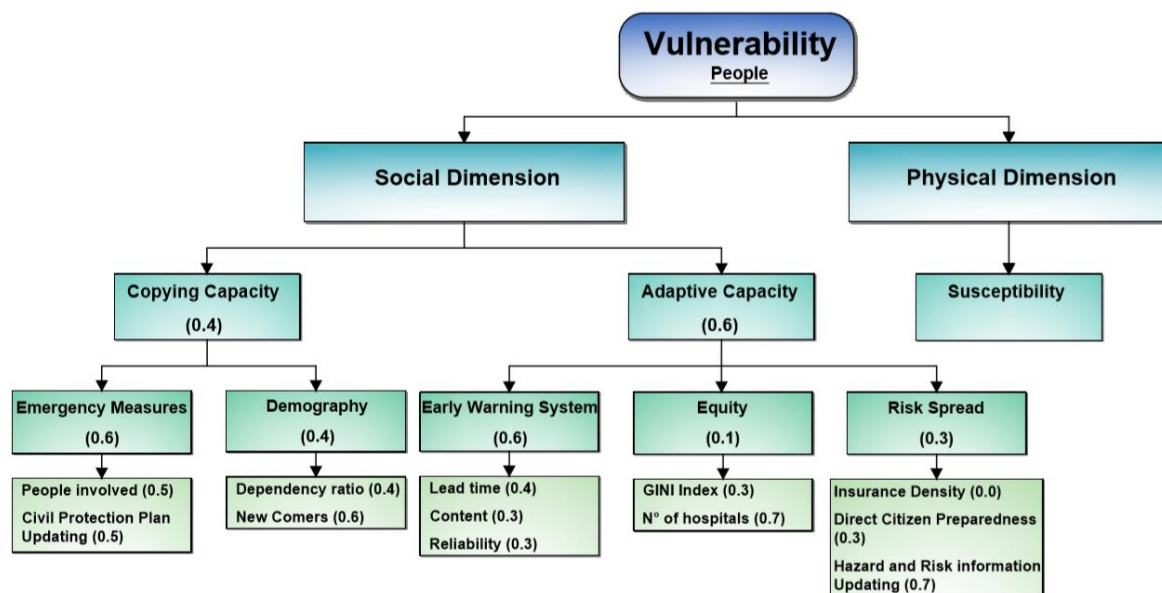 Vulnerability
People
Social Dimension
Physical Dimension
Copying Capacity
(0.4)
Adaptive Capacity
(0.6)
Susceptibility
Emergency Measures
(0.6)
Demography
(0.4)
Early Warning System
(0.6)
Equity
(0.1)
Risk Spread
(0.3)
People involved (0.5)
Civil Protection Plan
Updating (0.5)
Dependency ratio (0.4)
New Comers (0.6)
Lead time (0.4)
Content (0.3)
Reliability (0.3)
GINI Index (0.3)
N° of hospitals (0.7)
Insurance Density (0.0)
Direct Citizen Preparedness
(0.3)
Hazard and Risk information
Updating (0.7)